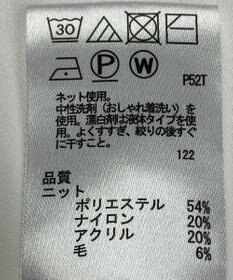 30
P W P52T
ネット使用。
中性洗剤(おしゃれ着洗い)を
使用。漂白剤は液体タイプを使
用。よくすすぎ、絞りの後すぐ
に干すこと。
122
品質
ニット
ポリエステル 54%
ナイロン 20%
アクリル 20%
毛 6%